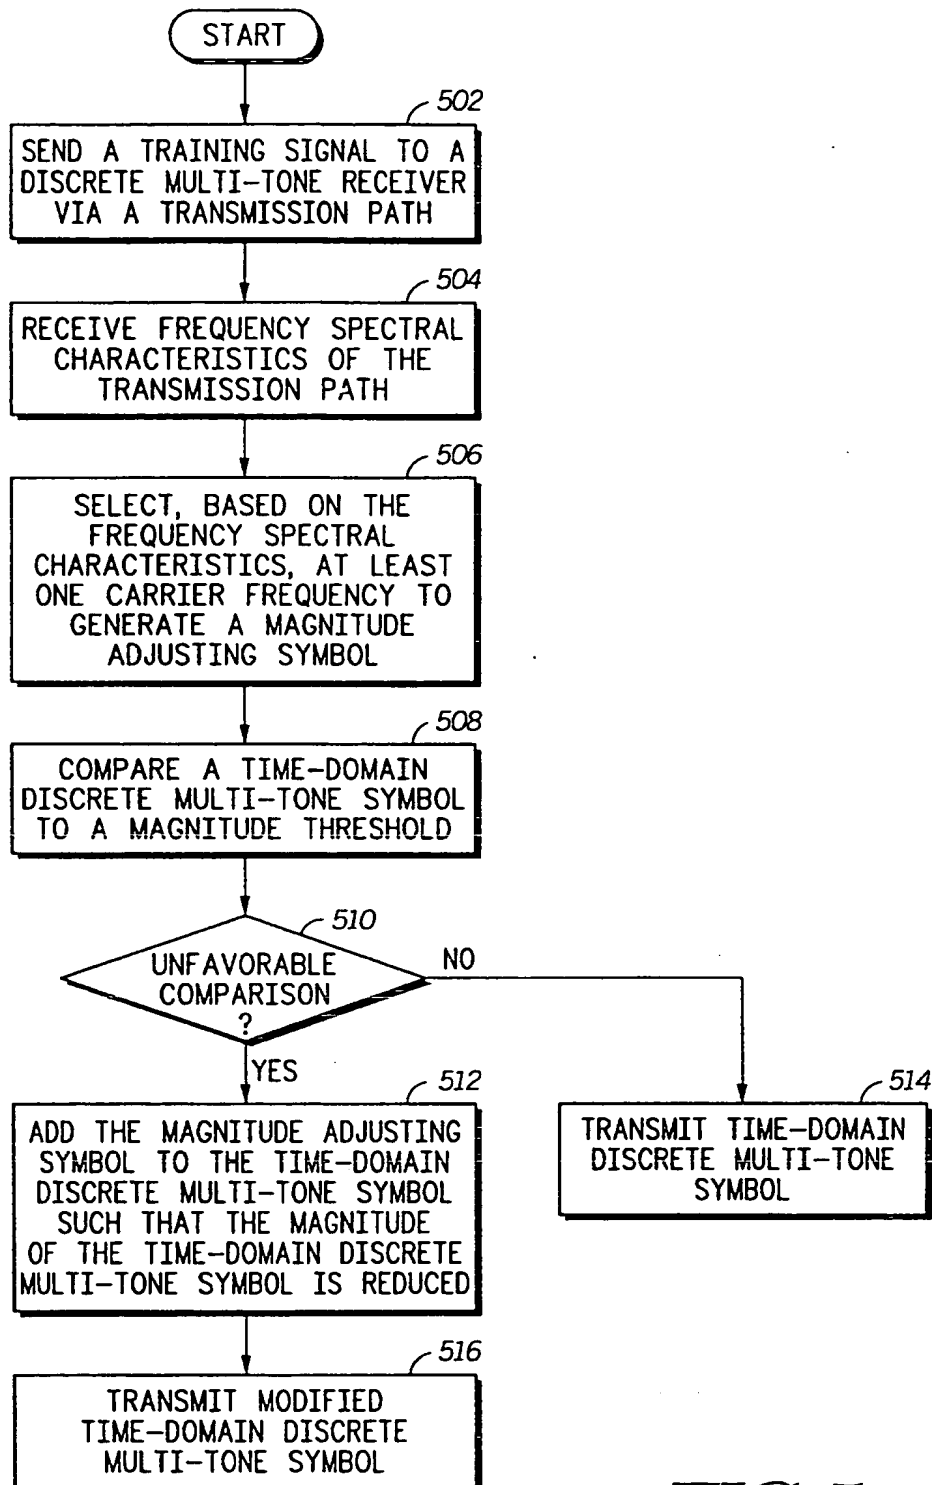 START
502
SEND A TRAINING SIGNAL TO A
DISCRETE MULTI-TONE RECEIVER
VIA A TRANSMISSION PATH
504
RECEIVE FREQUENCY SPECTRAL
CHARACTERISTICS OF THE
TRANSMISSION PATH
506
SELECT, BASED ON THE
FREQUENCY SPECTRAL
CHARACTERISTICS, AT LEAST
ONE CARRIER FREQUENCY TO
GENERATE A MAGNITUDE
ADJUSTING SYMBOL
508
COMPARE A TIME-DOMAIN
DISCRETE MULTI-TONE SYMBOL
TO A MAGNITUDE THRESHOLD
510
UNFAVORABLE
COMPARISON
?
NO
YES
512
ADD THE MAGNITUDE ADJUSTING
SYMBOL TO THE TIME-DOMAIN
DISCRETE MULTI-TONE SYMBOL
SUCH THAT THE MAGNITUDE
OF THE TIME-DOMAIN DISCRETE
MULTI-TONE SYMBOL IS REDUCED
514
TRANSMIT TIME-DOMAIN
DISCRETE MULTI-TONE
SYMBOL
516
TRANSMIT MODIFIED
TIME-DOMAIN DISCRETE
MULTI-TONE SYMBOL